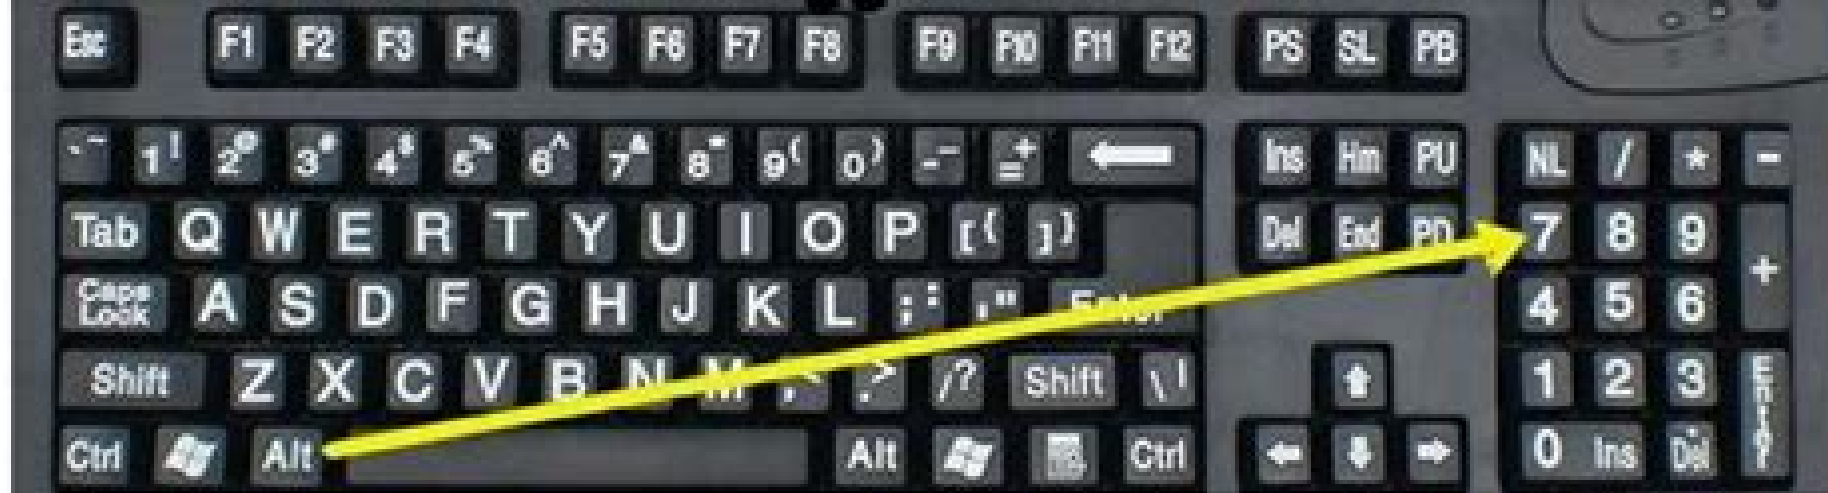 Esc F1 F2 F3 F4 F5 F6 F7 F8 F9 F10 F11 F12 PS SL PB
` ~ 1 ! 2 @ 3 # 4 $ 5 % 6 ^ 7 & 8 * 9 ( 0 ) - _ = + Ins Hm PU NL / * -
Tab Q W E R T Y U I O P [ { ] } Del End PD 7 8 9 +
Caps Lock A S D F G H J K L ; : ' " Enter 4 5 6
Shift Z X C V B N M , < . > / ? Shift \ | 1 2 3 Enter
Ctrl Alt Alt Ctrl 0 Ins . Del